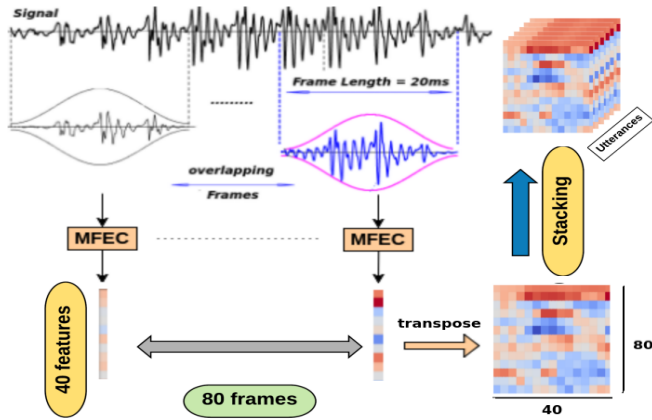 Signal
Frame Length = 20ms
Utterances
overlapping
Frames
Stacking
MFEC
MFEC
40 features
transpose
80
80 frames
40